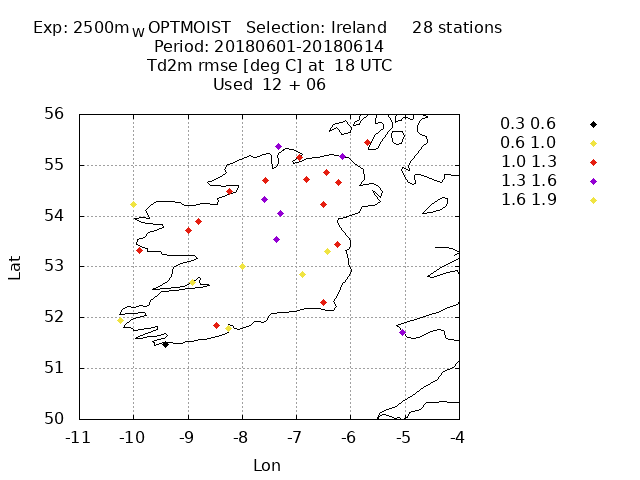 Exp: 2500m_W OPTMOIST Selection: Ireland 28 stations
Period: 20180601-20180614
Td2m rmse [deg C] at 18 UTC
Used 12 + 06
56
55
54
53
52
51
50
-11 -10 -9 -8 -7 -6 -5 -4
Lat
Lon
0.3 0.6
0.6 1.0
1.0 1.3
1.3 1.6
1.6 1.9